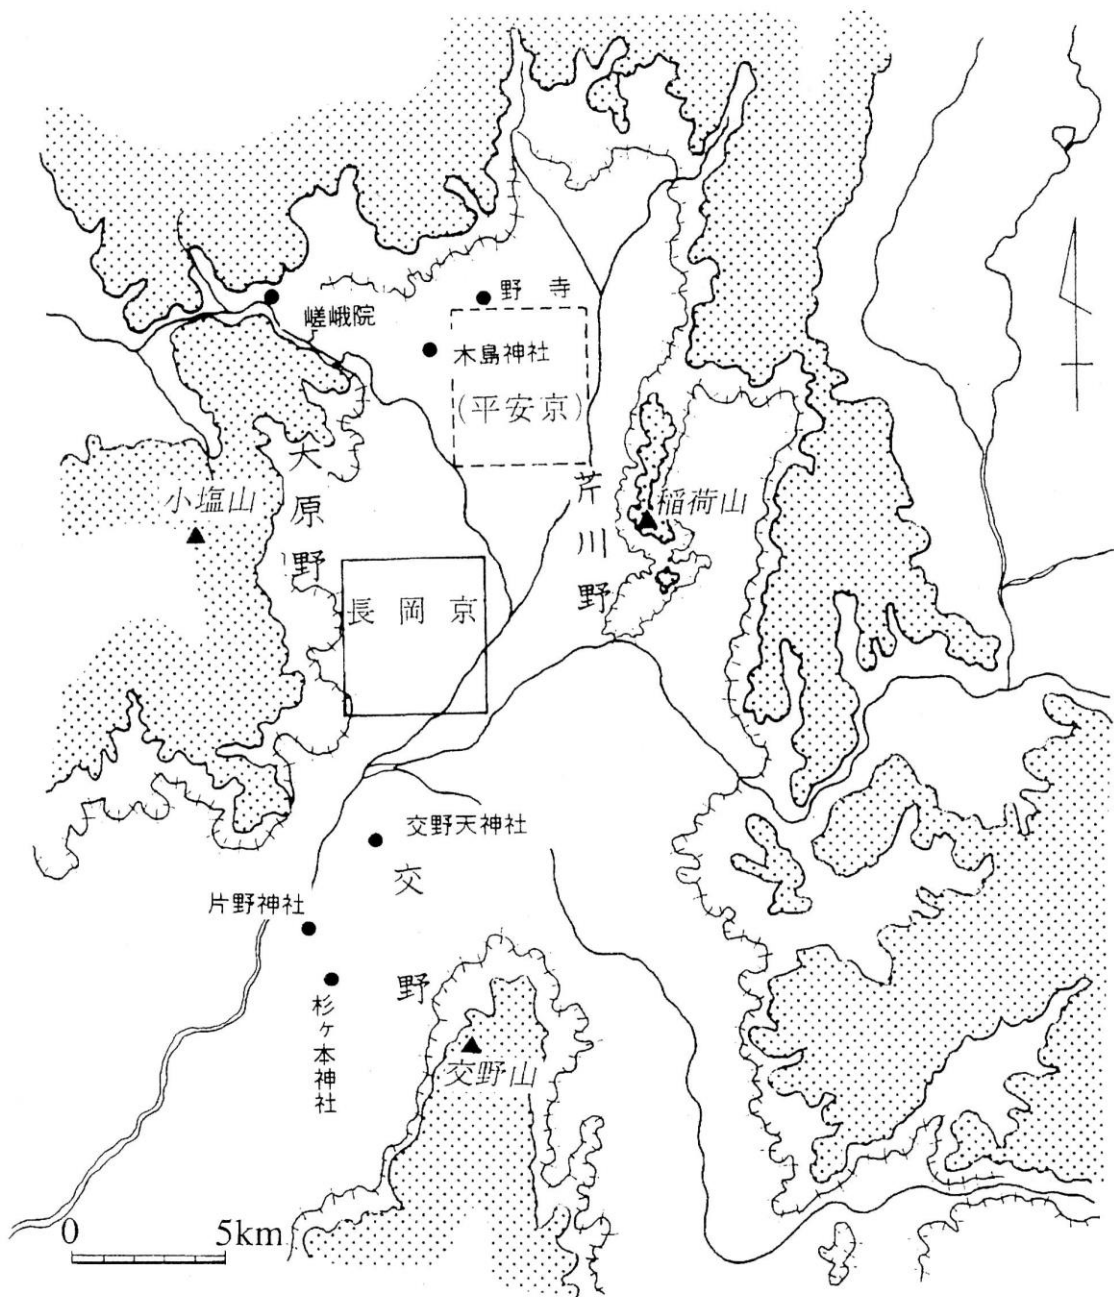 野寺
嵯峨院
木島神社
(平安京)
大原野
小塩山
芹川野
稲荷山
長岡京
交野天神社
交野
片野神社
杉ヶ本神社
交野山
0 5km